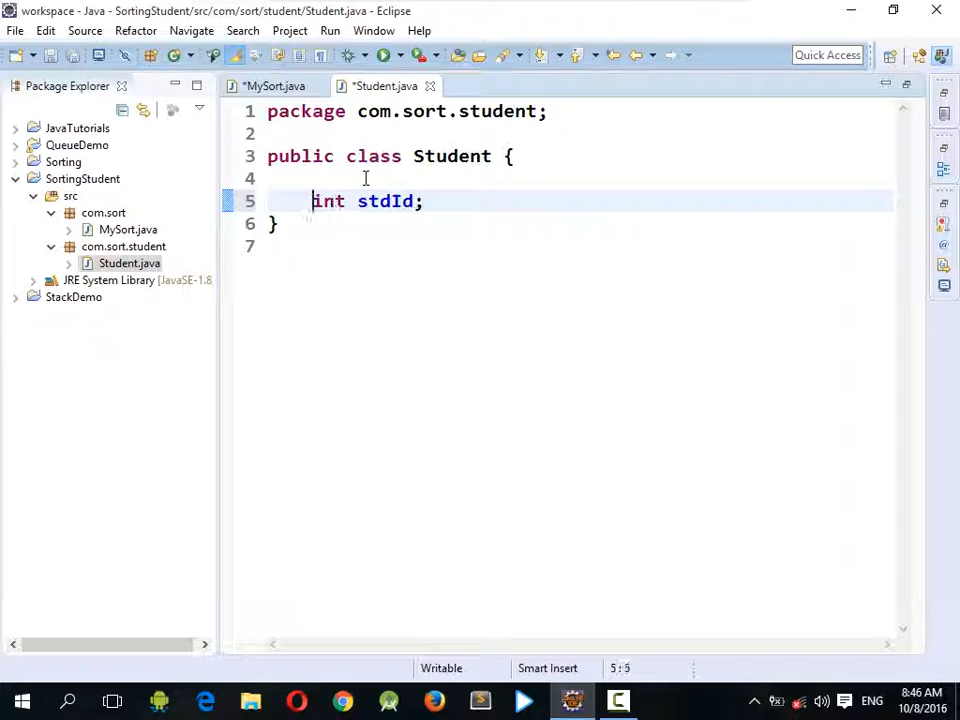 workspace - Java - SortingStudent/src/com/sort/student/Student.java - Eclipse
File Edit Source Refactor Navigate Search Project Run Window Help
Quick Access
Package Explorer
*MySort.java
*Student.java
JavaTutorials
QueueDemo
Sorting
SortingStudent
src
com.sort
MySort.java
com.sort.student
Student.java
JRE System Library [JavaSE-1.8
StackDemo
1 package com.sort.student;
2
3 public class Student {
4
5 int stdId;
6 }
7
Writable Smart Insert 5:5
ENG
8:46 AM
10/8/2016